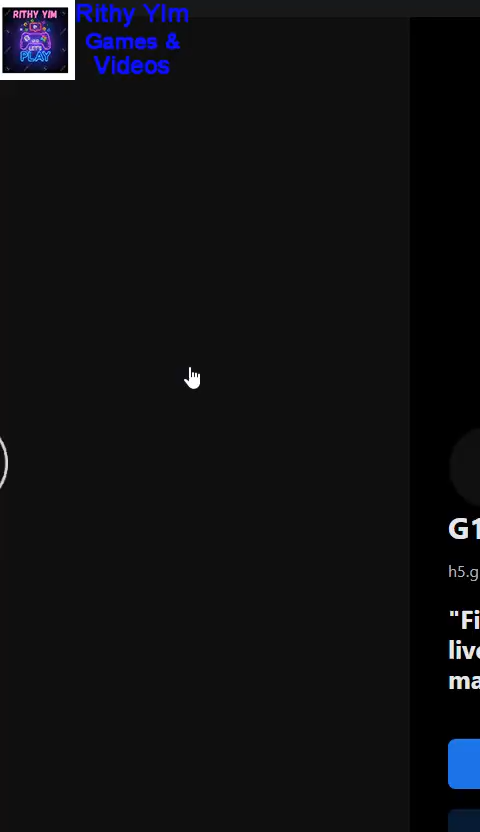 RITHY YIM
LET'S
PLAY
Rithy Yim
Games &
Videos
G1
h5.g
"Fi
live
ma